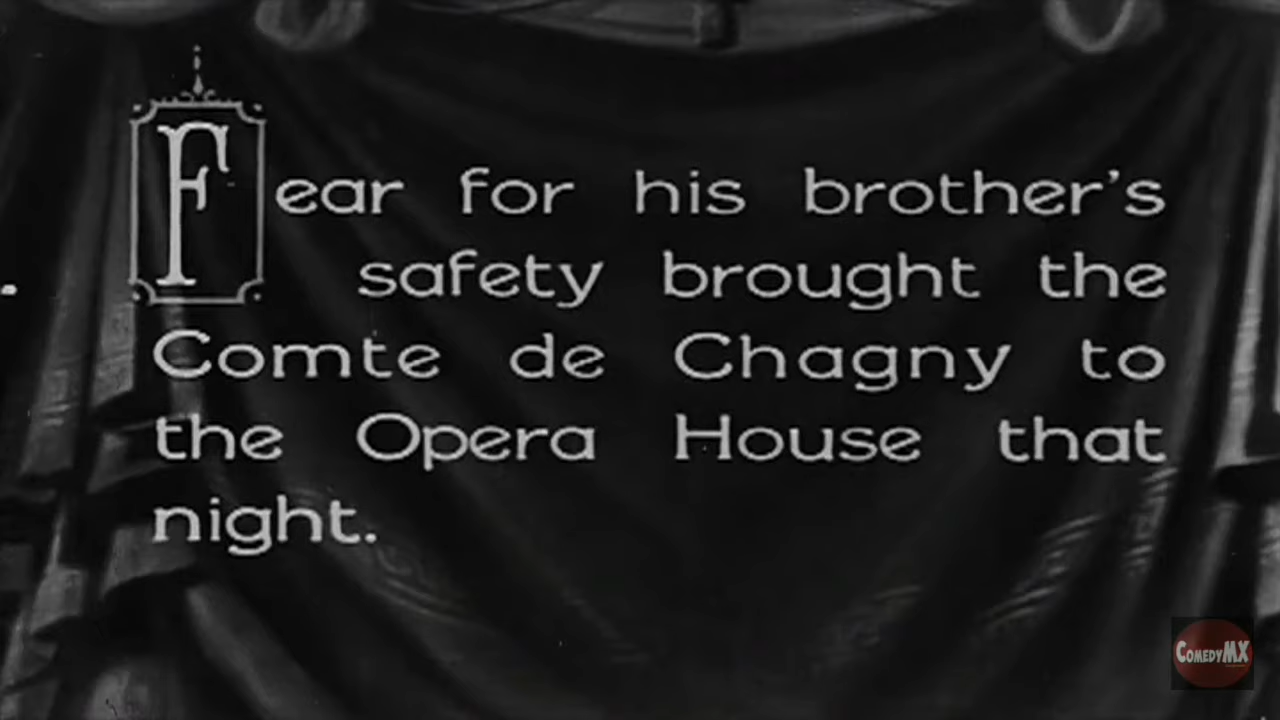 Fear for his brother's
safety brought the
Comte de Chagny to
the Opera House that
night.
COMEDYMX